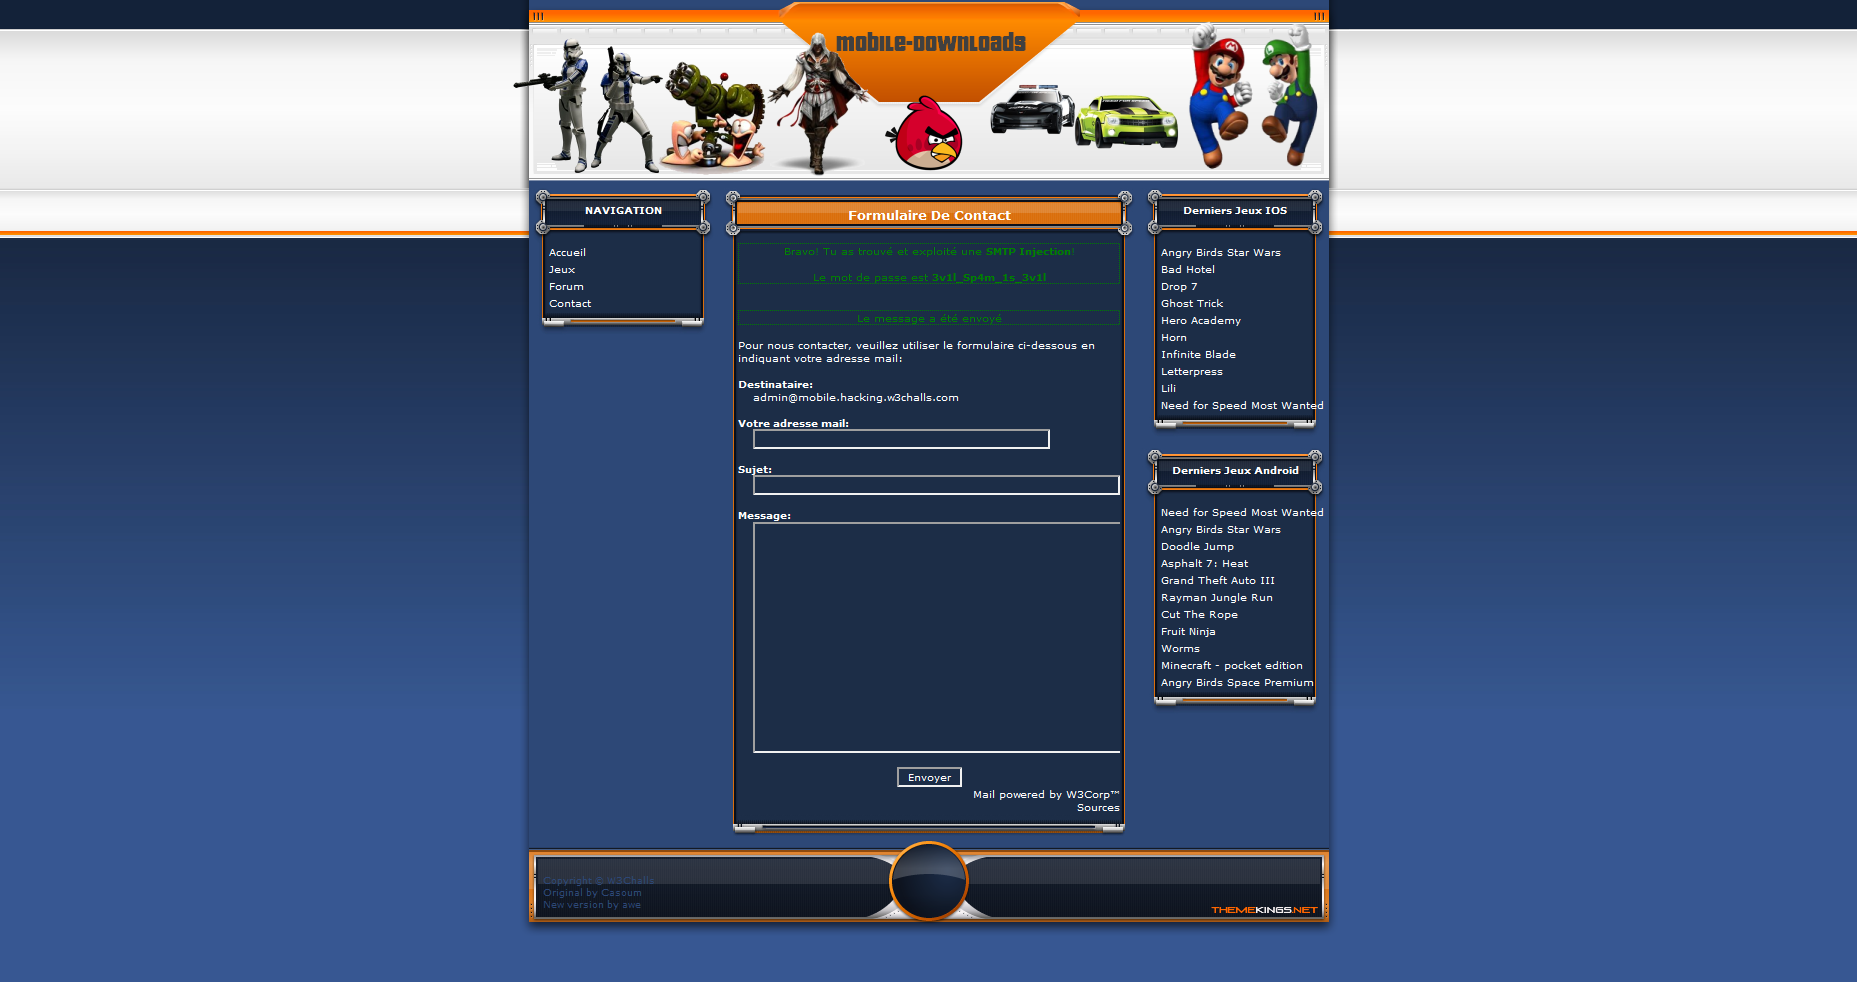 MOBILE-DOWNLOADS
NAVIGATION
Accueil
Jeux
Forum
Contact
Formulaire De Contact
Bravo! Tu as trouvé et exploité une SMTP Injection!
Le mot de passe est 3v1l_Sp4m_1s_3v1l
Le message a été envoyé
Pour nous contacter, veuillez utiliser le formulaire ci-dessous en
indiquant votre adresse mail:
Destinataire:
admin@mobile.hacking.w3challs.com
Votre adresse mail:
Sujet:
Message:
Envoyer
Mail powered by W3Corp™
Sources
Derniers Jeux IOS
Angry Birds Star Wars
Bad Hotel
Drop 7
Ghost Trick
Hero Academy
Horn
Infinite Blade
Letterpress
Lili
Need for Speed Most Wanted
Derniers Jeux Android
Need for Speed Most Wanted
Angry Birds Star Wars
Doodle Jump
Asphalt 7: Heat
Grand Theft Auto III
Rayman Jungle Run
Cut The Rope
Fruit Ninja
Worms
Minecraft - pocket edition
Angry Birds Space Premium
Copyright © W3Challs
Original by Casoum
New version by awe
THEMEKINGS.NET